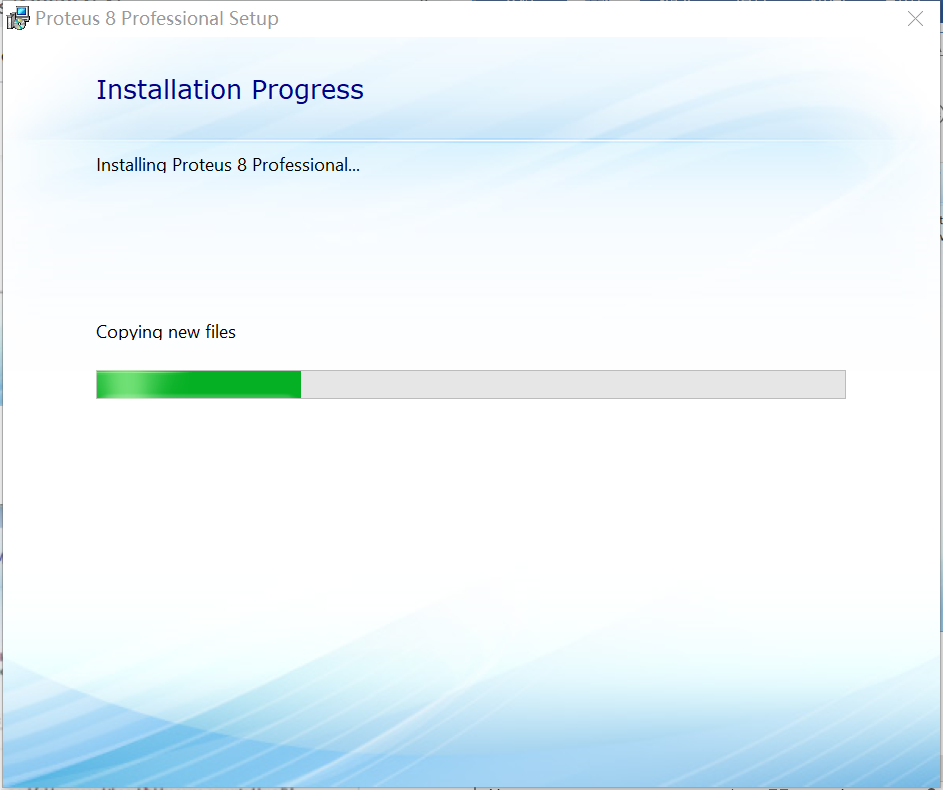 Proteus 8 Professional Setup
Installation Progress
Installing Proteus 8 Professional...
Copying new files